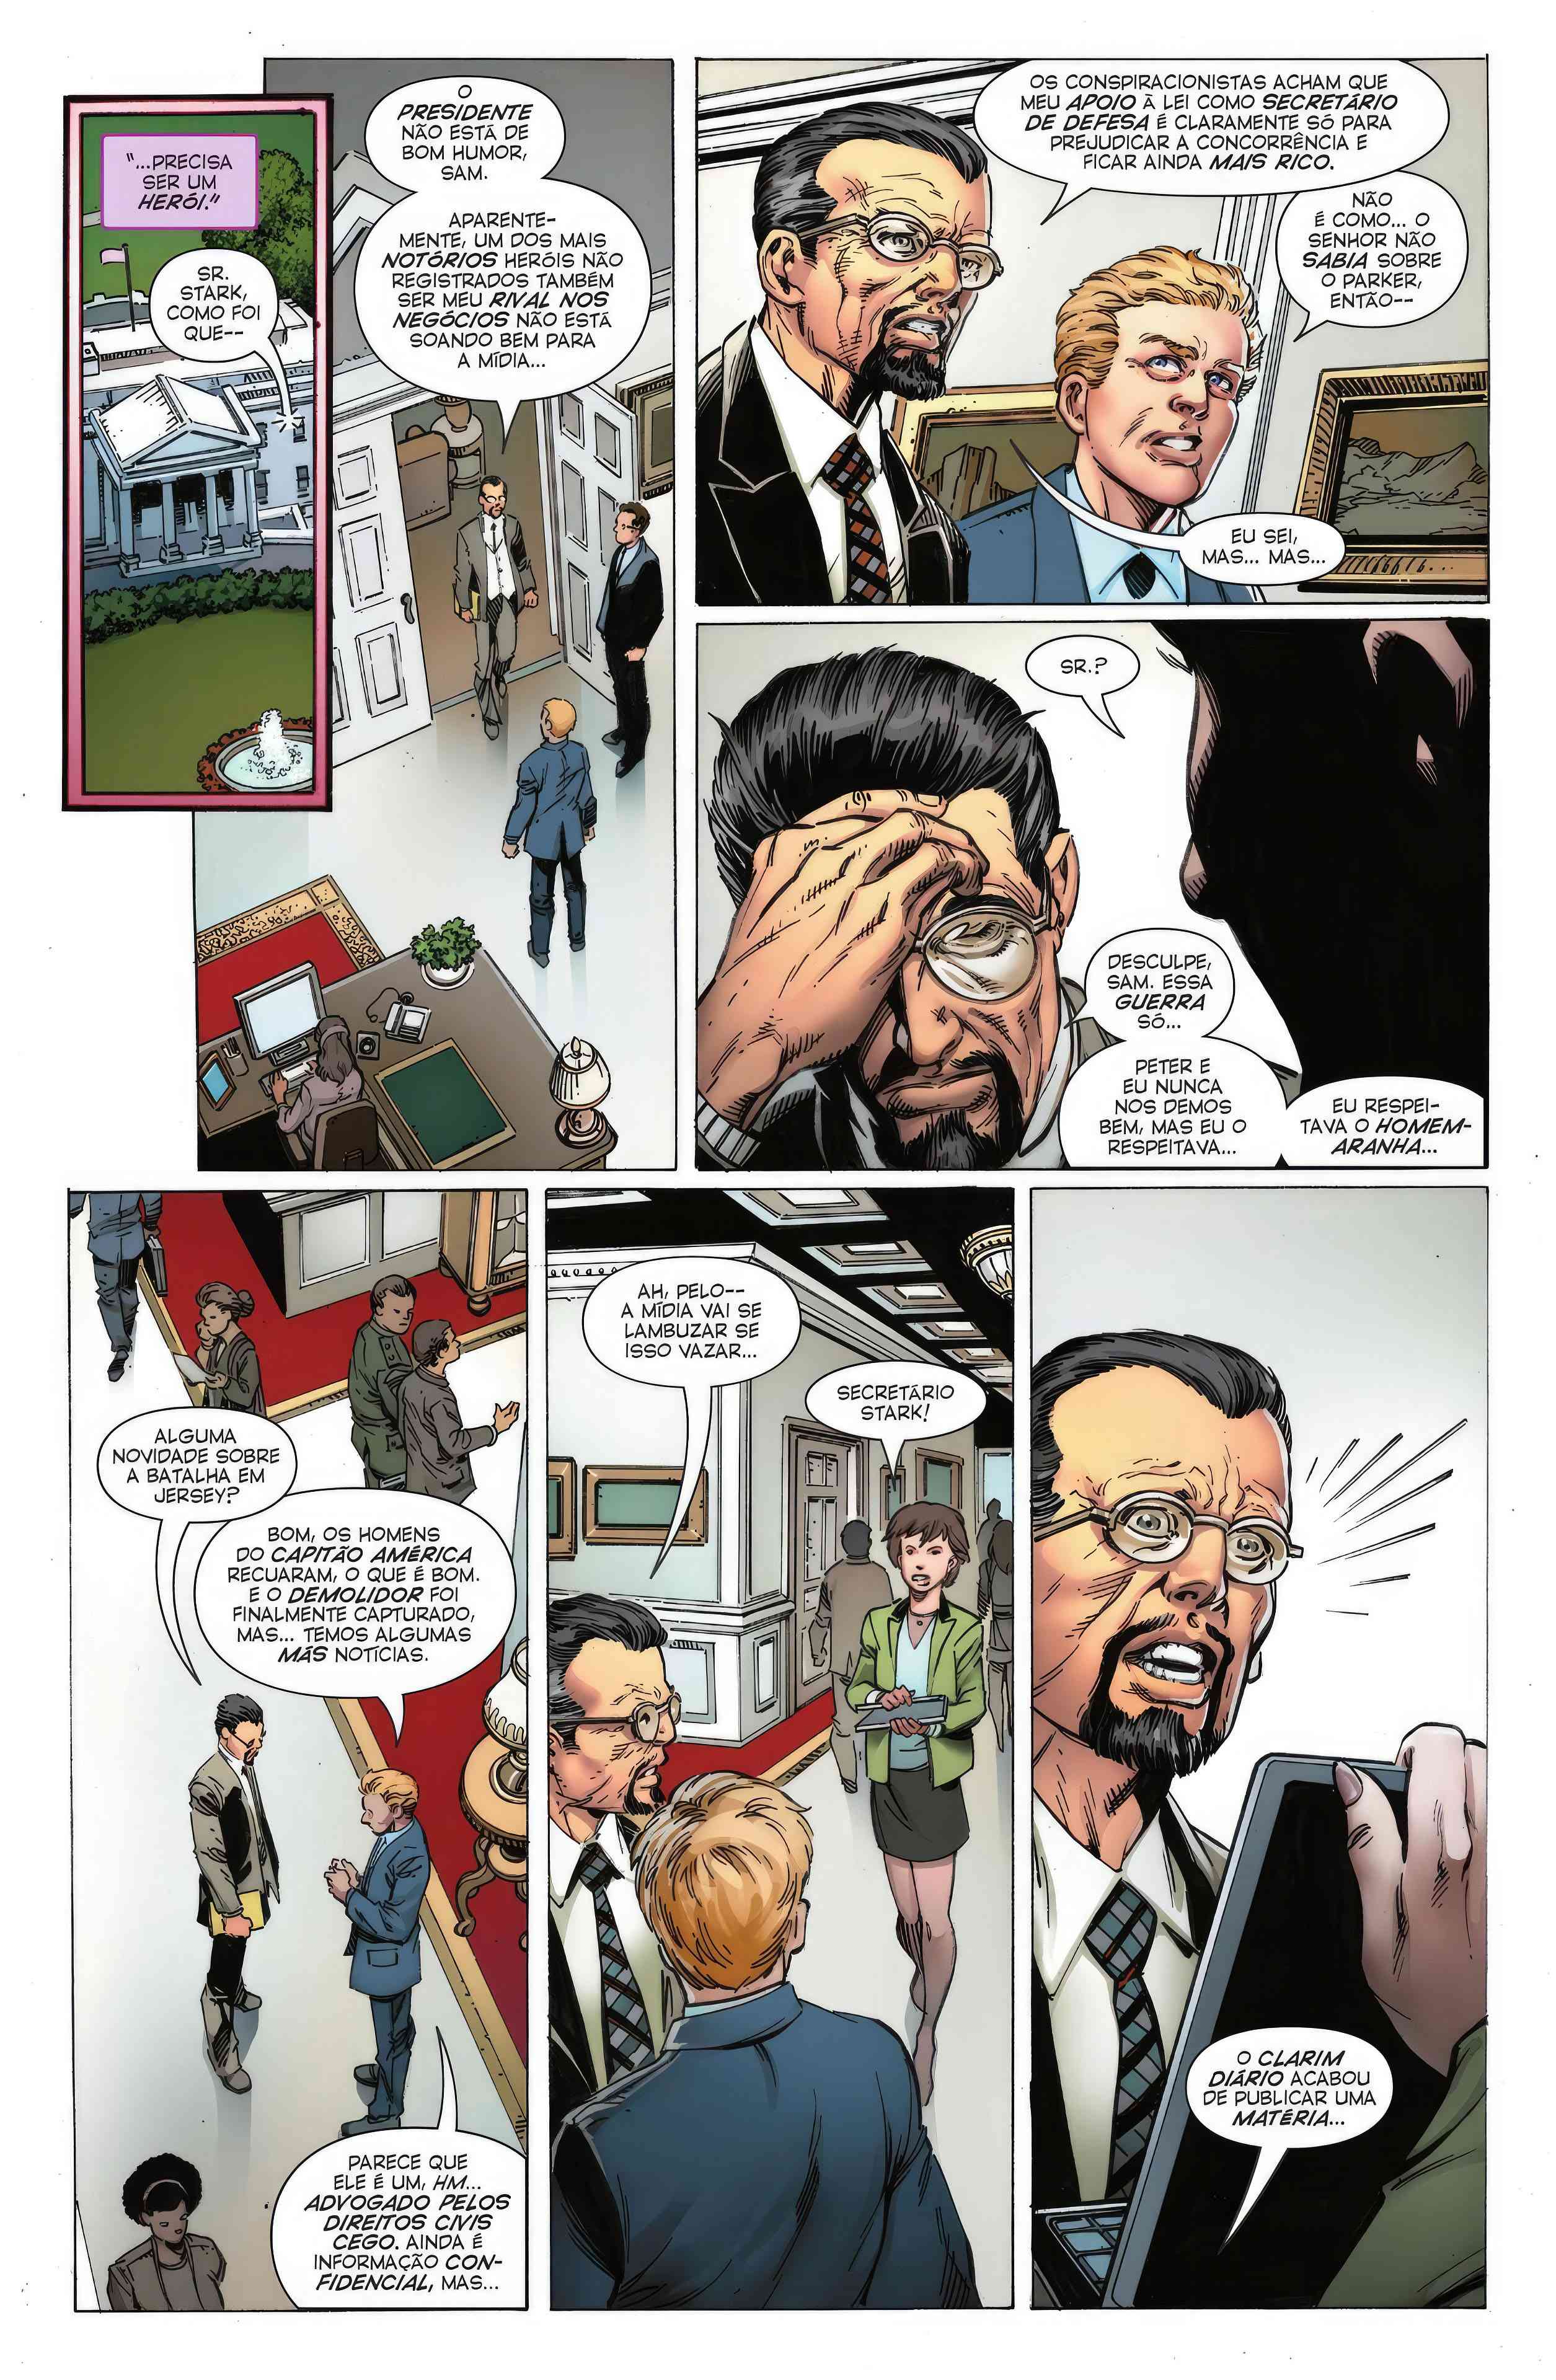 "...PRECISA
SER UM
HERÓI."
SR.
STARK,
COMO FOI
QUE--
O
PRESIDENTE
NÃO ESTÁ DE
BOM HUMOR,
SAM.
APARENTE-
MENTE, UM DOS MAIS
NOTÓRIOS HERÓIS NÃO
REGISTRADOS TAMBÉM
SER MEU RIVAL NOS
NEGÓCIOS NÃO ESTÁ
SOANDO BEM PARA
A MÍDIA...
OS CONSPIRACIONISTAS ACHAM QUE
MEU APOIO À LEI COMO SECRETÁRIO
DE DEFESA É CLARAMENTE SÓ PARA
PREJUDICAR A CONCORRÊNCIA E
FICAR AINDA MAIS RICO.
NÃO
É COMO... O
SENHOR NÃO
SABIA SOBRE
O PARKER,
ENTÃO--
EU SEI,
MAS... MAS...
SR.?
DESCULPE,
SAM. ESSA
GUERRA
SÓ...
PETER E
EU NUNCA
NOS DEMOS
BEM, MAS EU O
RESPEITAVA...
EU RESPEI-
TAVA O HOMEM-
ARANHA...
ALGUMA
NOVIDADE SOBRE
A BATALHA EM
JERSEY?
BOM, OS HOMENS
DO CAPITÃO AMÉRICA
RECUARAM, O QUE É BOM.
E O DEMOLIDOR FOI
FINALMENTE CAPTURADO,
MAS... TEMOS ALGUMAS
MÁS NOTÍCIAS.
PARECE QUE
ELE É UM, HM...
ADVOGADO PELOS
DIREITOS CIVIS
CEGO. AINDA É
INFORMAÇÃO CON-
FIDENCIAL, MAS...
AH, PELO--
A MÍDIA VAI SE
LAMBUZAR SE
ISSO VAZAR...
SECRETÁRIO
STARK!
O CLARIM
DIÁRIO ACABOU
DE PUBLICAR UMA
MATÉRIA...